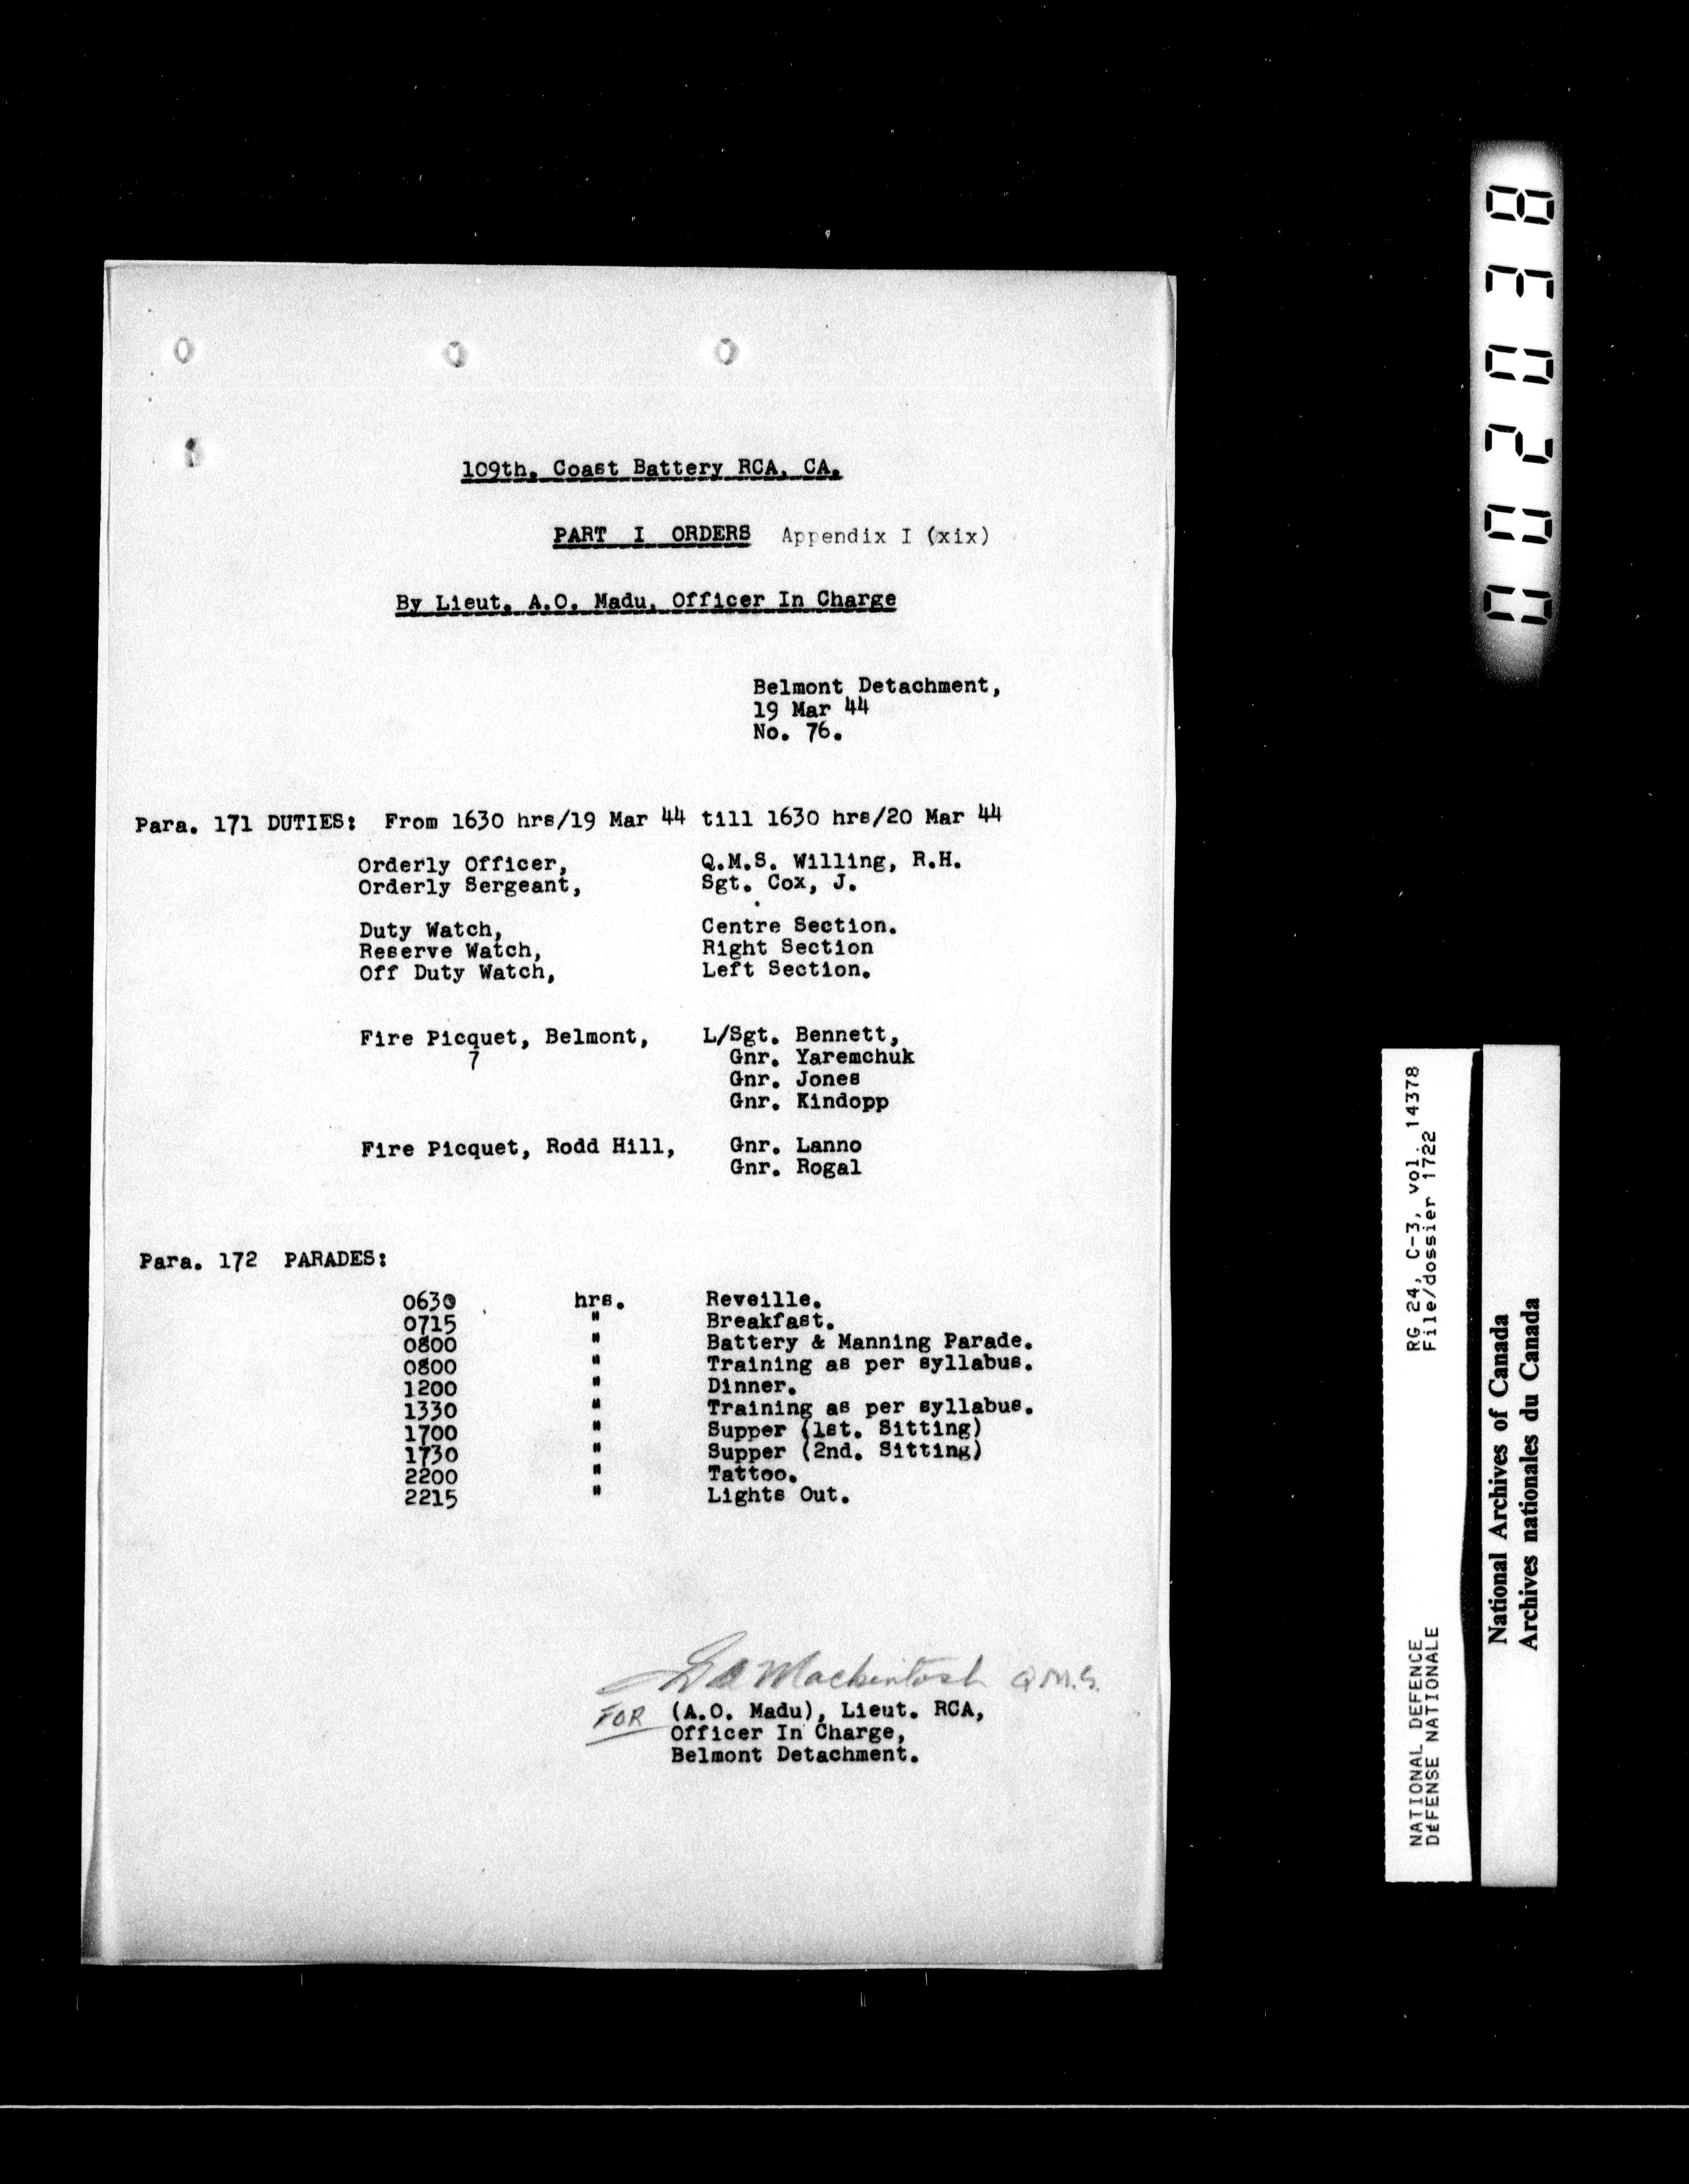 109th. Coast Battery RCA, CA.
PART I ORDERS Appendix I (xix)
By Lieut. A.O. Madu, Officer In Charge
Belmont Detachment,
19 Mar 44
No. 76.
Para. 171 DUTIES: From 1630 hrs/19 Mar 44 till 1630 hrs/20 Mar 44
Orderly Officer, Q.M.S. Willing, R.H.
Orderly Sergeant, Sgt. Cox, J.
Duty Watch, Centre Section.
Reserve Watch, Right Section
Off Duty Watch, Left Section.
Fire Picquet, Belmont, L/Sgt. Bennett,
7 Gnr. Yaremchuk
Gnr. Jones
Gnr. Kindopp
Fire Picquet, Rodd Hill, Gnr. Lanno
Gnr. Rogal
Para. 172 PARADES:
0630 hrs. Reveille.
0715 " Breakfast.
0800 " Battery & Manning Parade.
0800 " Training as per syllabus.
1200 " Dinner.
1330 " Training as per syllabus.
1700 " Supper (1st. Sitting)
1730 " Supper (2nd. Sitting)
2200 " Tattoo.
2215 " Lights Out.
Mackintosh Q.M.S.
FOR (A.O. Madu), Lieut. RCA,
Officer In Charge,
Belmont Detachment.
002038
RG 24, C-3, vol. 14378
File/dossier 1722
NATIONAL DEFENCE
DÉFENSE NATIONALE
National Archives of Canada
Archives nationales du Canada